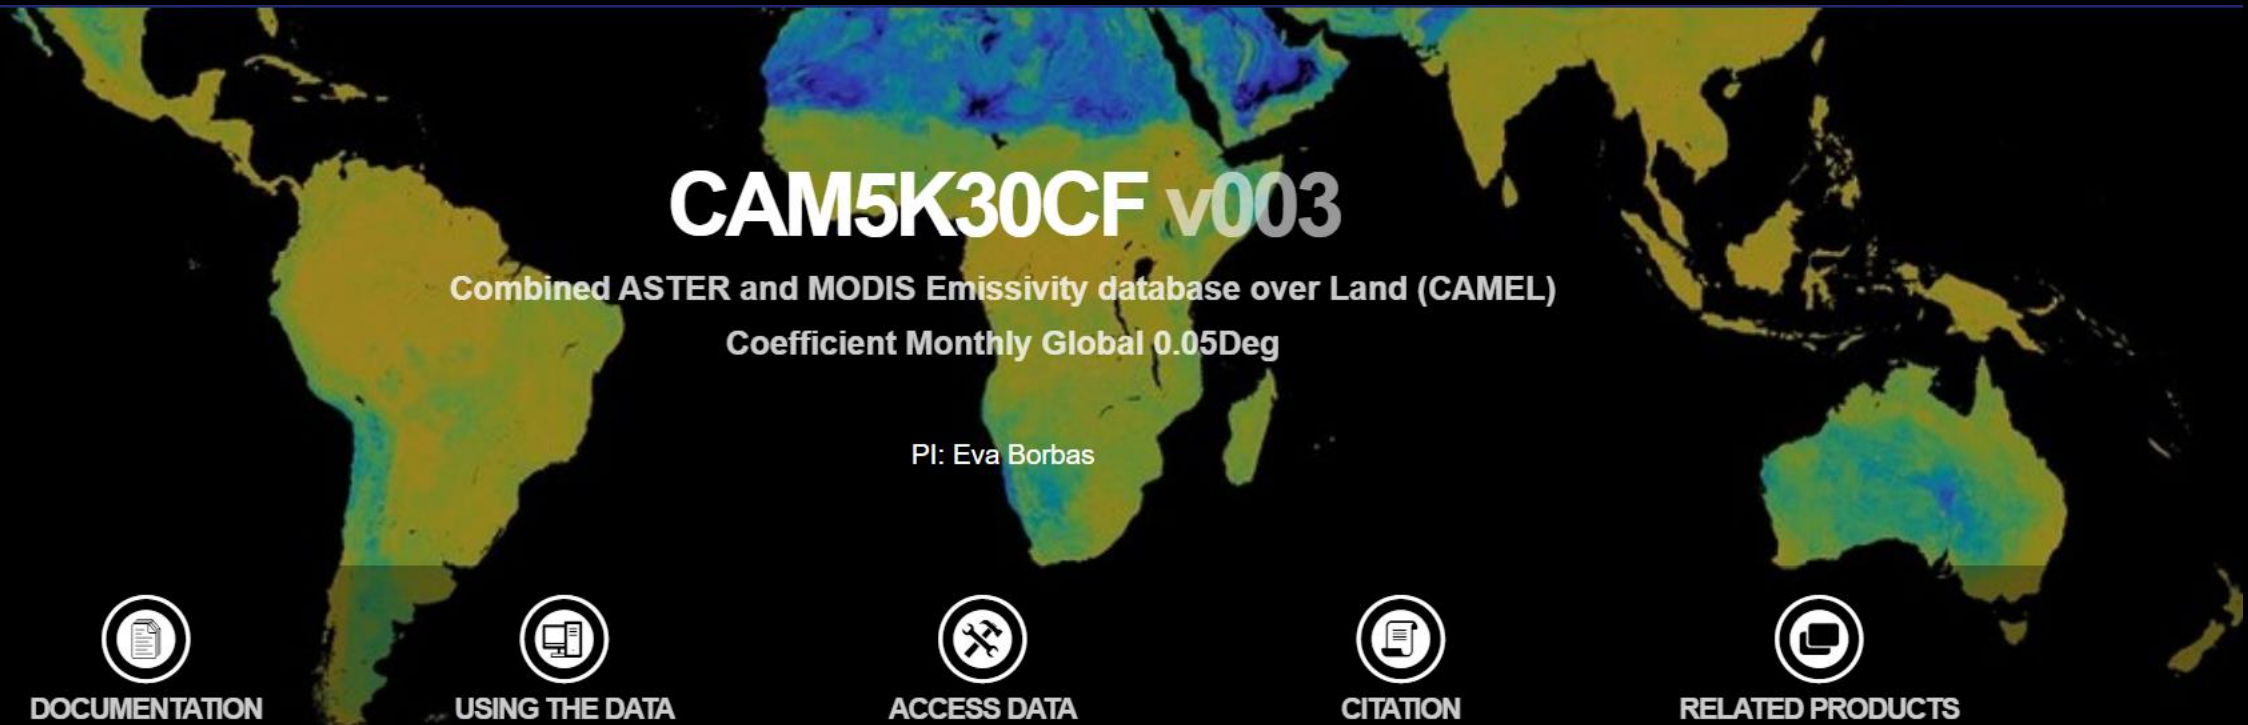 CAM5K30CF v003
Combined ASTER and MODIS Emissivity database over Land (CAMEL)
Coefficient Monthly Global 0.05Deg
PI: Eva Borbas
DOCUMENTATION
USING THE DATA
ACCESS DATA
CITATION
RELATED PRODUCTS